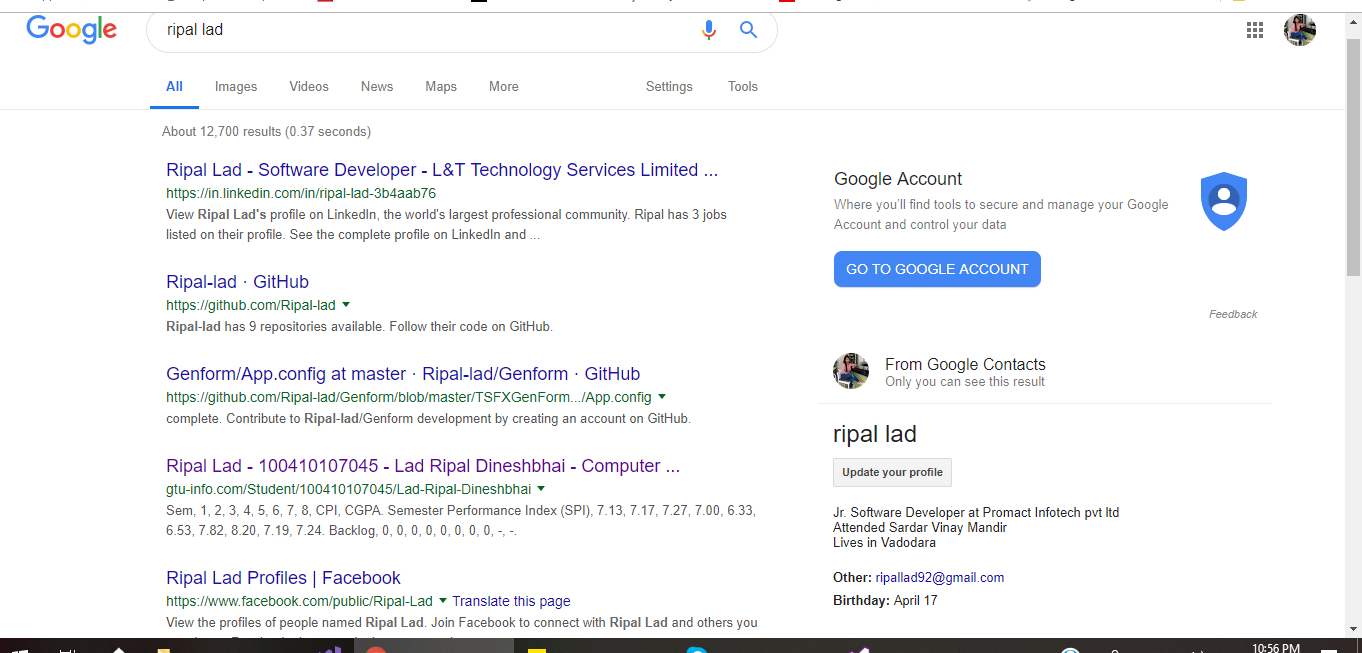 Google
ripal lad
All Images Videos News Maps More Settings Tools
About 12,700 results (0.37 seconds)
Ripal Lad - Software Developer - L&T Technology Services Limited ...
https://in.linkedin.com/in/ripal-lad-3b4aab76
View Ripal Lad's profile on LinkedIn, the world's largest professional community. Ripal has 3 jobs
listed on their profile. See the complete profile on LinkedIn and ...
Ripal-lad · GitHub
https://github.com/Ripal-lad
Ripal-lad has 9 repositories available. Follow their code on GitHub.
Genform/App.config at master · Ripal-lad/Genform · GitHub
https://github.com/Ripal-lad/Genform/blob/master/TSFXGenForm.../App.config
complete. Contribute to Ripal-lad/Genform development by creating an account on GitHub.
Ripal Lad - 100410107045 - Lad Ripal Dineshbhai - Computer ...
gtu-info.com/Student/100410107045/Lad-Ripal-Dineshbhai
Sem, 1, 2, 3, 4, 5, 6, 7, 8, CPI, CGPA. Semester Performance Index (SPI), 7.13, 7.17, 7.27, 7.00, 6.33,
6.53, 7.82, 8.20, 7.19, 7.24. Backlog, 0, 0, 0, 0, 0, 0, 0, 0, -, -.
Ripal Lad Profiles | Facebook
https://www.facebook.com/public/Ripal-Lad Translate this page
View the profiles of people named Ripal Lad. Join Facebook to connect with Ripal Lad and others you
Google Account
Where you'll find tools to secure and manage your Google
Account and control your data
GO TO GOOGLE ACCOUNT
Feedback
From Google Contacts
Only you can see this result
ripal lad
Update your profile
Jr. Software Developer at Promact Infotech pvt ltd
Attended Sardar Vinay Mandir
Lives in Vadodara
Other: ripallad92@gmail.com
Birthday: April 17
10:56 PM